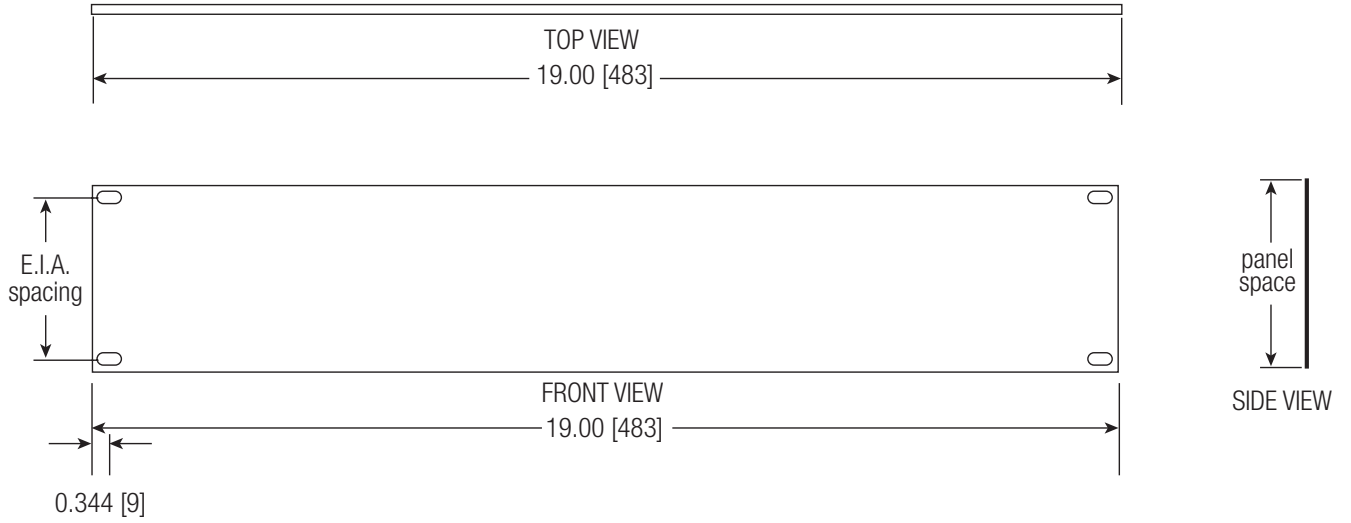 TOP VIEW
19.00 [483]
E.I.A.
spacing
panel
space
FRONT VIEW
19.00 [483]
SIDE VIEW
0.344 [9]